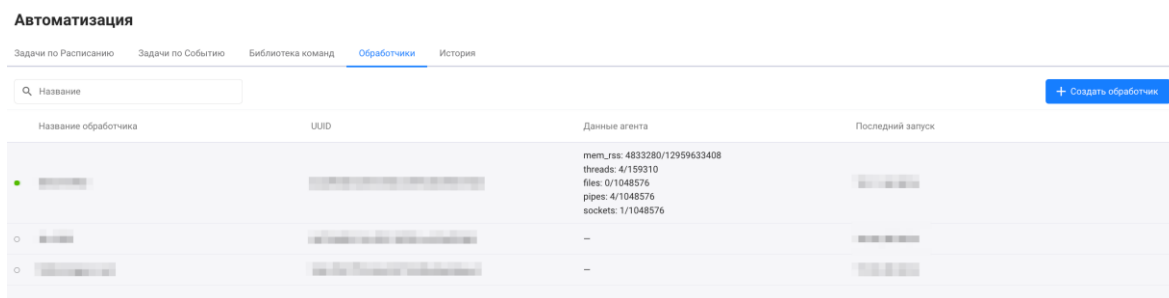 Автоматизация
Задачи по Расписанию Задачи по Событию Библиотека команд Обработчики История
Название
+ Создать обработчик
Название обработчика UUID Данные агента Последний запуск
mem_rss: 4833280/12959633408
threads: 4/159310
files: 0/1048576
pipes: 4/1048576
sockets: 1/1048576
—
—